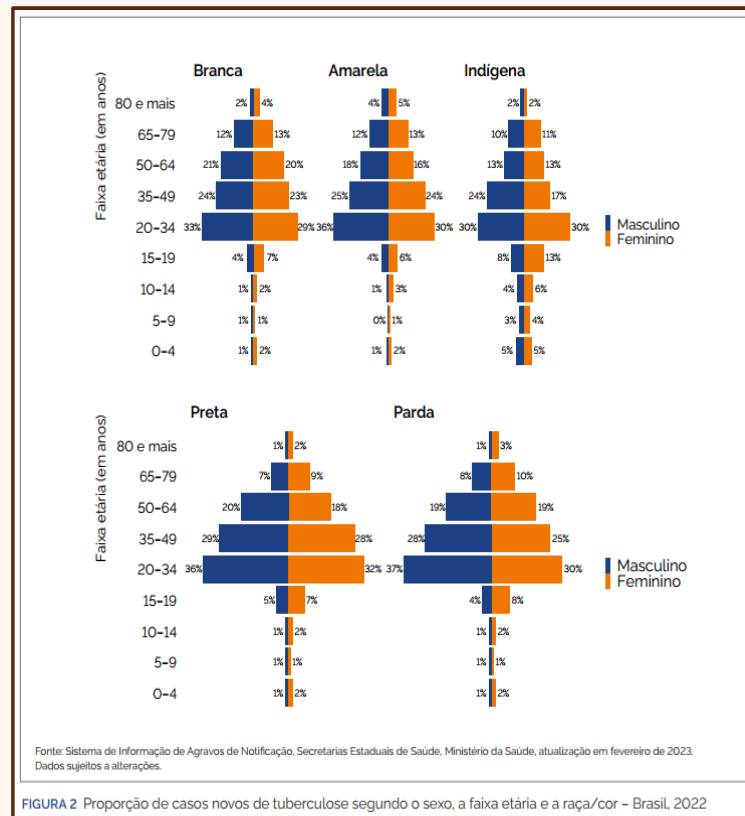 Faixa etária (em anos)
Branca Amarela Indígena
80 e mais 2% 4% 4% 5% 2% 2%
65-79 12% 13% 12% 13% 10% 11%
50-64 21% 20% 18% 16% 13% 13%
35-49 24% 23% 25% 24% 24% 17%
20-34 33% 29% 36% 30% 30% 30%
15-19 4% 7% 4% 6% 8% 13%
10-14 1% 2% 1% 3% 4% 6%
5-9 1% 1% 0% 1% 3% 4%
0-4 1% 2% 1% 2% 5% 5%
Masculino
Feminino
Faixa etária (em anos)
Preta Parda
80 e mais 1% 2% 1% 3%
65-79 7% 9% 8% 10%
50-64 20% 18% 19% 19%
35-49 29% 28% 28% 25%
20-34 36% 32% 37% 30%
15-19 5% 7% 4% 8%
10-14 1% 2% 1% 2%
5-9 1% 1% 1% 1%
0-4 1% 2% 1% 2%
Masculino
Feminino
Fonte: Sistema de Informação de Agravos de Notificação, Secretarias Estaduais de Saúde, Ministério da Saúde, atualização em fevereiro de 2023.
Dados sujeitos a alterações.
FIGURA 2 Proporção de casos novos de tuberculose segundo o sexo, a faixa etária e a raça/cor – Brasil, 2022